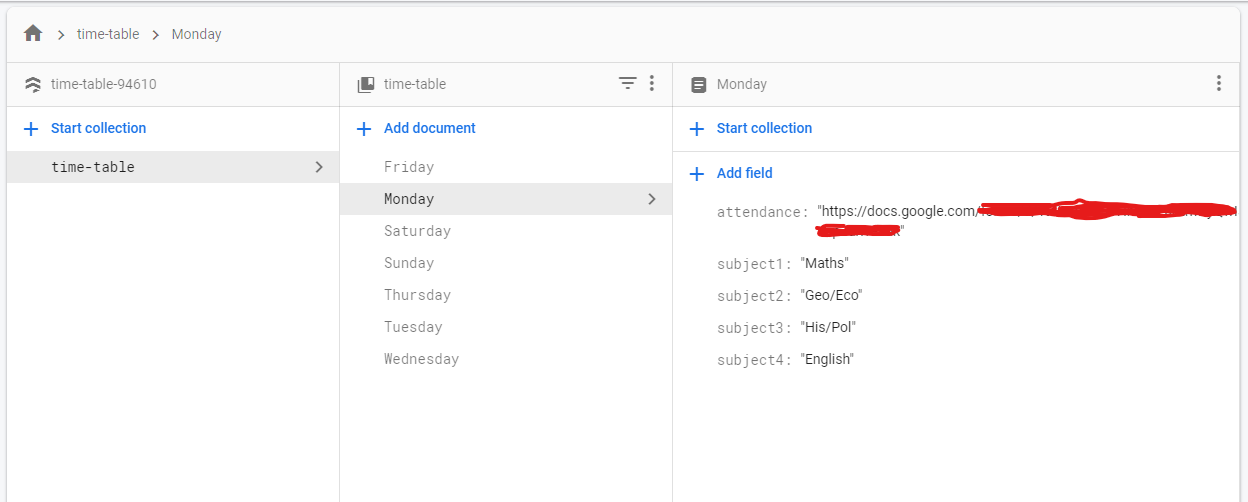 time-table Monday
time-table-94610
Start collection
time-table
time-table
Add document
Friday
Monday
Saturday
Sunday
Thursday
Tuesday
Wednesday
Monday
Start collection
Add field
attendance: "https://docs.google.com/
subject1: "Maths"
subject2: "Geo/Eco"
subject3: "His/Pol"
subject4: "English"